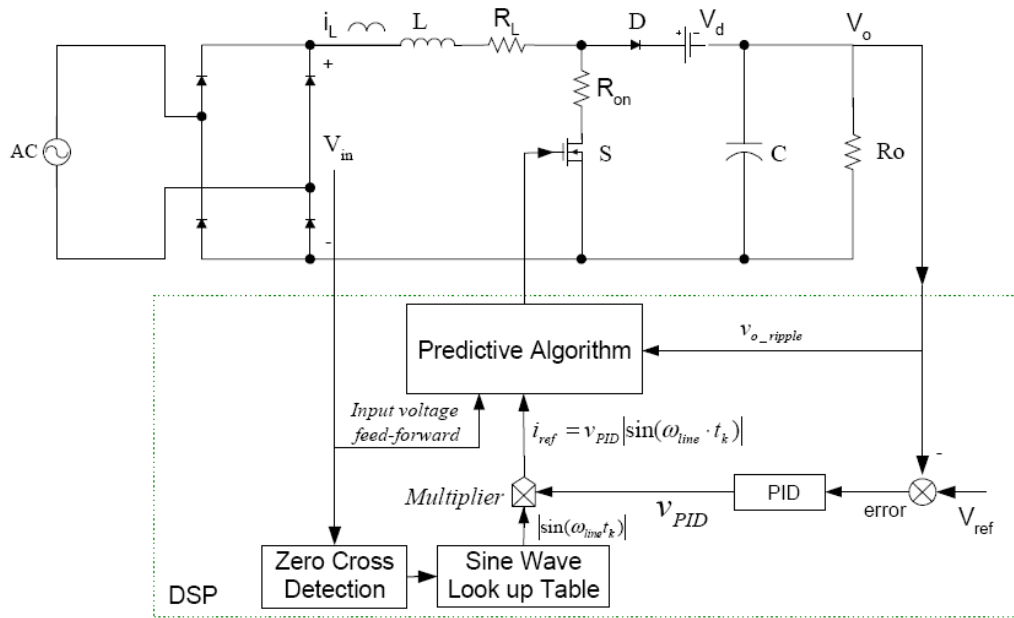 i_L
L
R_L
D
V_d
V_o
+
+ -
R_on
AC
V_in
S
C
Ro
-
Predictive Algorithm
v_o_ripple
Input voltage
feed-forward
i_ref = v_PID |sin(ω_line · t_k)|
-
Multiplier
PID
error
v_PID
V_ref
|sin(ω_line t_k)|
Zero Cross
Detection
Sine Wave
Look up Table
DSP